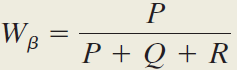 W_β = P / (P + Q + R)